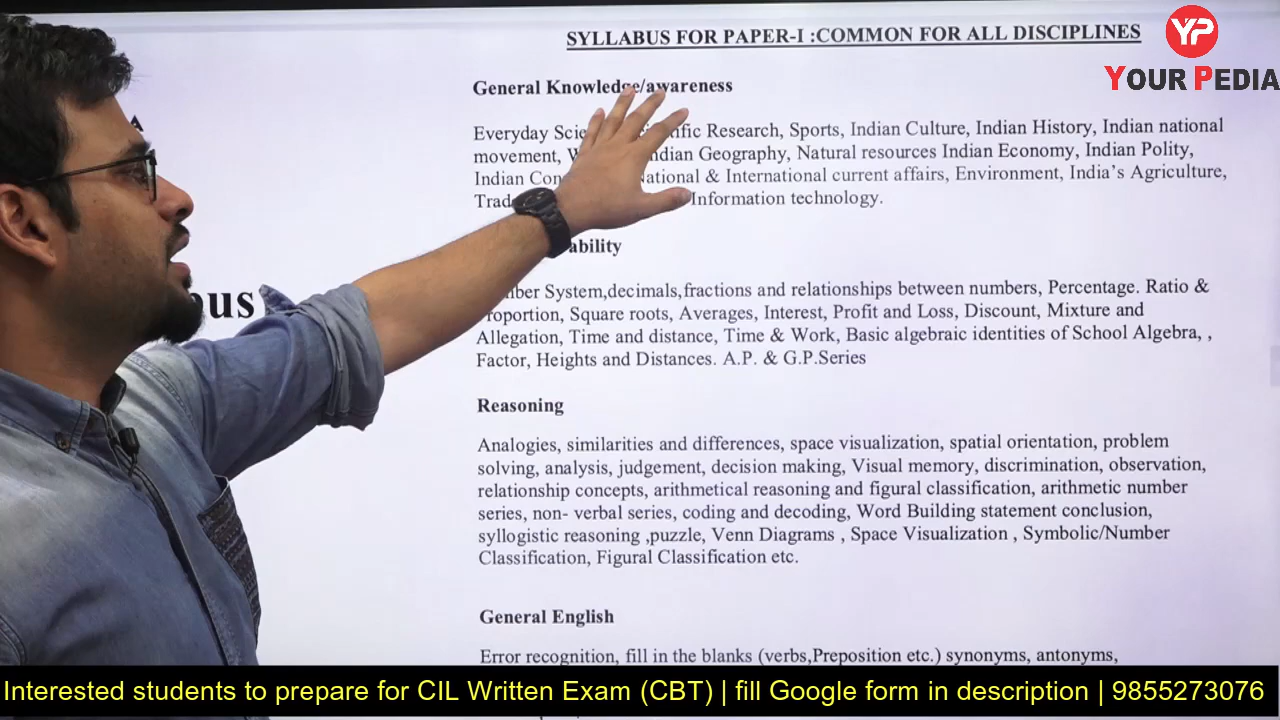 SYLLABUS FOR PAPER-I :COMMON FOR ALL DISCIPLINES
YP
YOUR PEDIA
General Knowledge/awareness
Everyday Research, Sports, Indian Culture, Indian History, Indian national
movement, Indian Geography, Natural resources Indian Economy, Indian Polity,
Indian National & International current affairs, Environment, India's Agriculture,
Information technology.
ability
System,decimals,fractions and relationships between numbers, Percentage. Ratio &
Square roots, Averages, Interest, Profit and Loss, Discount, Mixture and
Allegation, Time and distance, Time & Work, Basic algebraic identities of School Algebra, ,
Factor, Heights and Distances. A.P. & G.P.Series
Reasoning
Analogies, similarities and differences, space visualization, spatial orientation, problem
solving, analysis, judgement, decision making, Visual memory, discrimination, observation,
relationship concepts, arithmetical reasoning and figural classification, arithmetic number
series, non- verbal series, coding and decoding, Word Building statement conclusion,
syllogistic reasoning ,puzzle, Venn Diagrams , Space Visualization , Symbolic/Number
Classification, Figural Classification etc.
General English
Error recognition, fill in the blanks (verbs,Preposition etc.) synonyms, antonyms,
Interested students to prepare for CIL Written Exam (CBT) | fill Google form in description | 9855273076